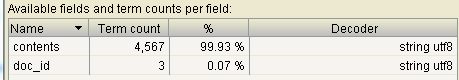 Available fields and term counts per field:
Name Term count % Decoder
contents 4,567 99.93 % string utf8
doc_id 3 0.07 % string utf8